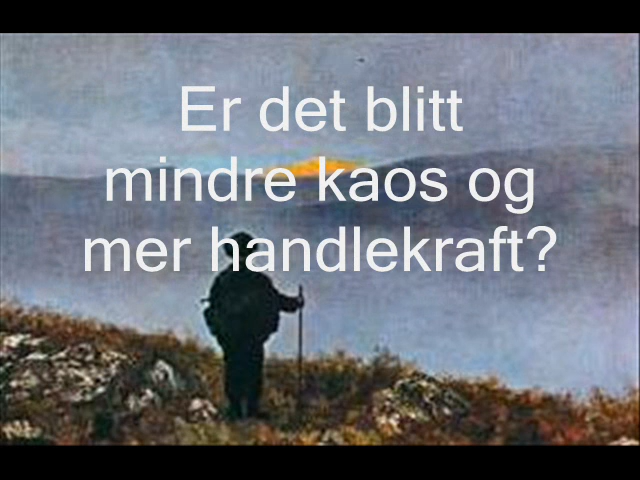 Er det blitt
mindre kaos og
mer handlekraft?